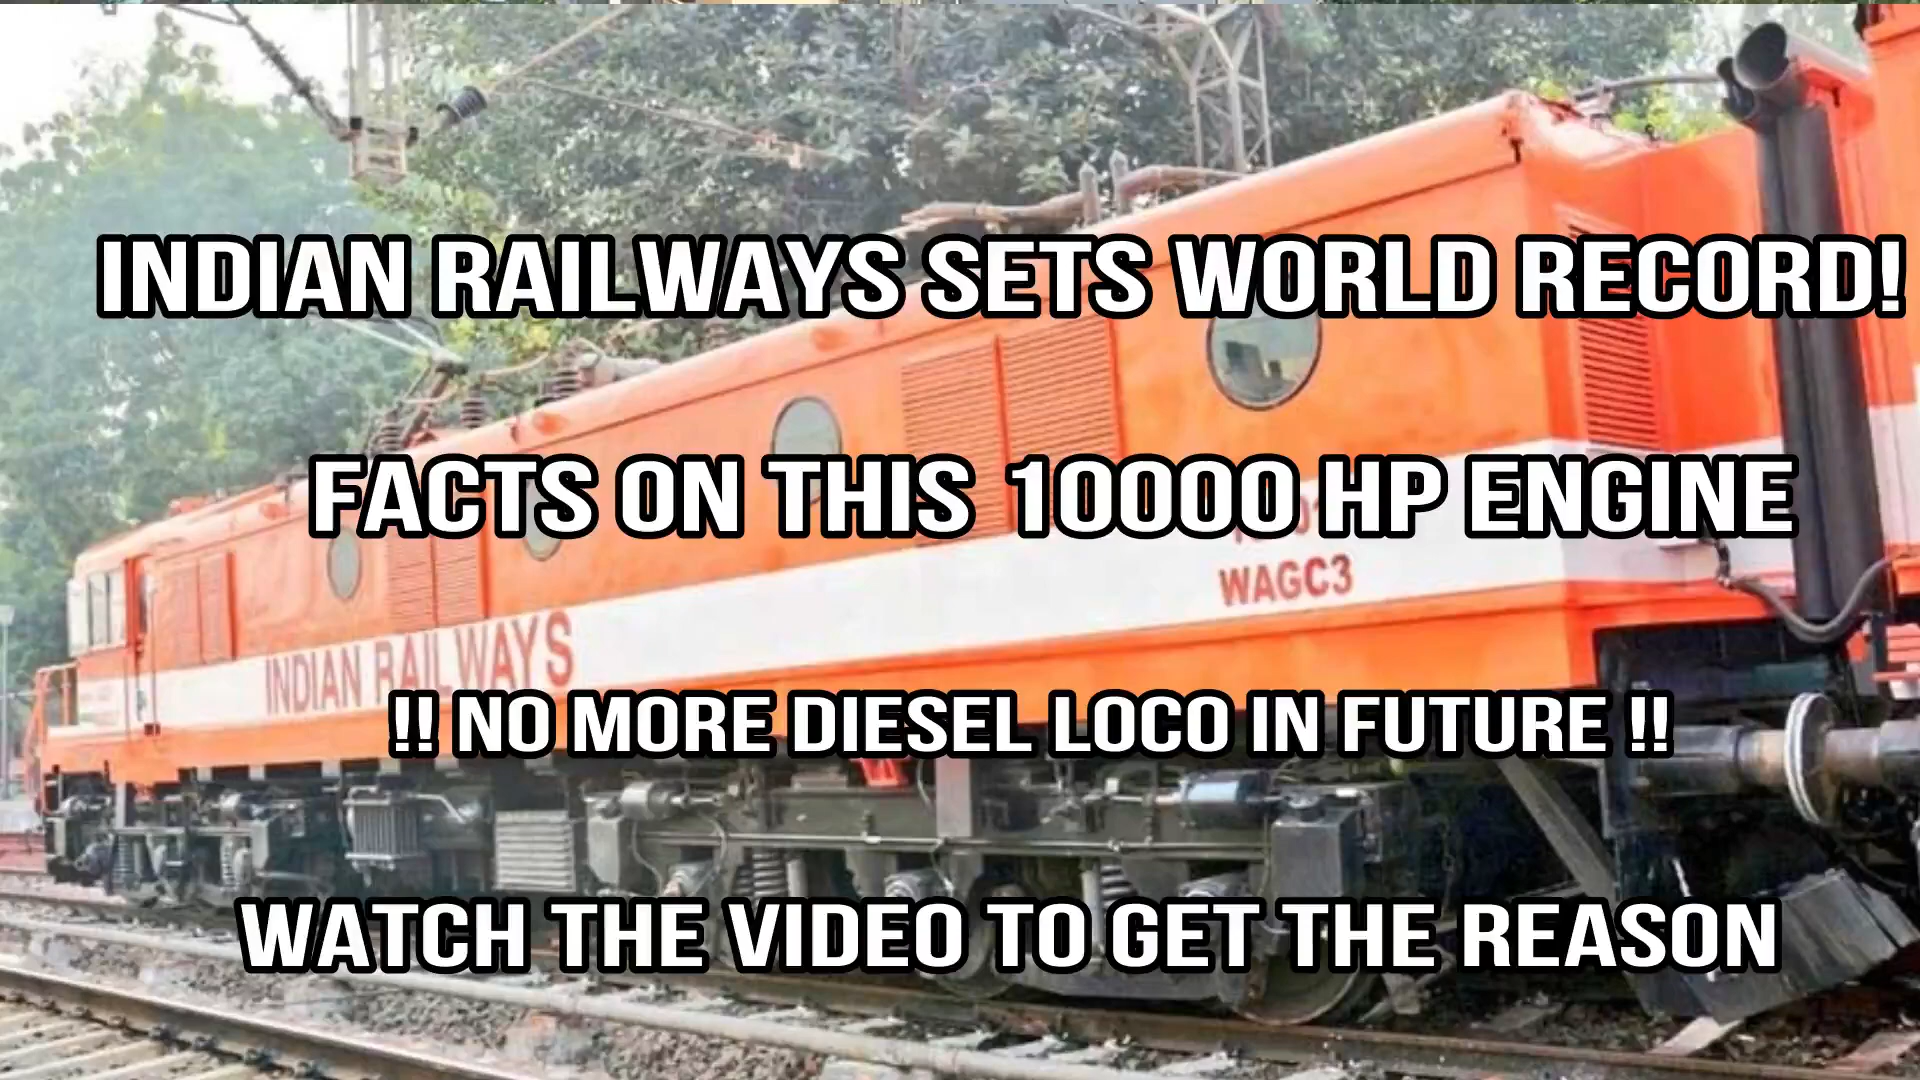 INDIAN RAILWAYS SETS WORLD RECORD!
FACTS ON THIS 10000 HP ENGINE
WAGC3
INDIAN RAILWAYS
!! NO MORE DIESEL LOCO IN FUTURE !!
WATCH THE VIDEO TO GET THE REASON